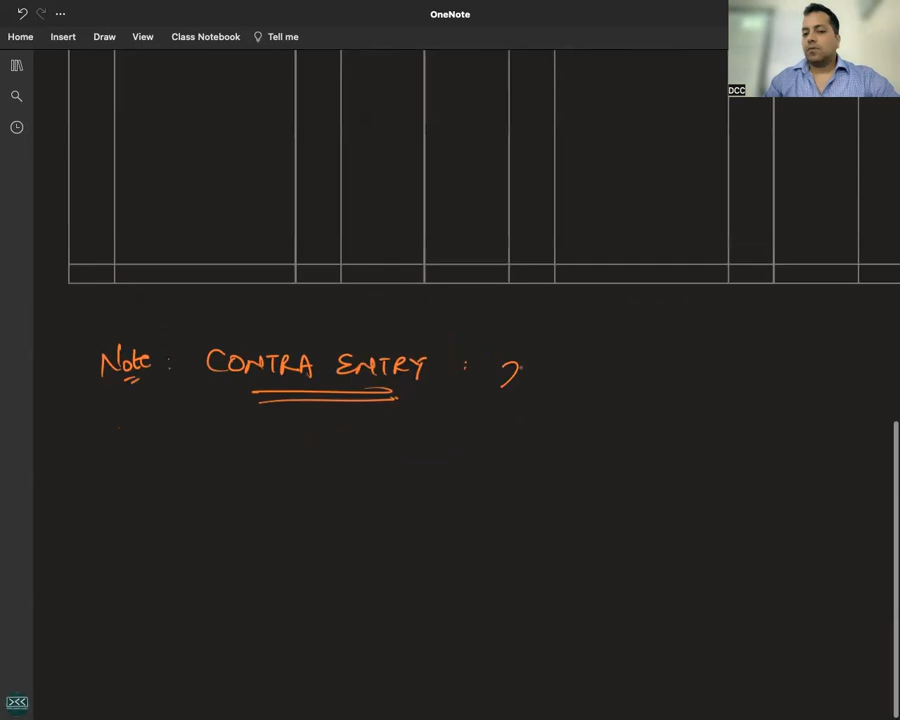 OneNote
Home Insert Draw View Class Notebook Tell me
DCC
Note : CONTRA ENTRY :